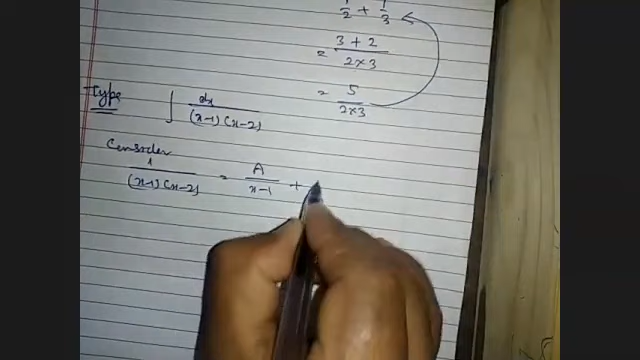 1/2 + 1/3
= 3 + 2 / 2×3
= 5 / 2×3
Type ∫ dx / (x-1)(x-2)
Consider
1 / (x-1)(x-2) = A / x-1 +